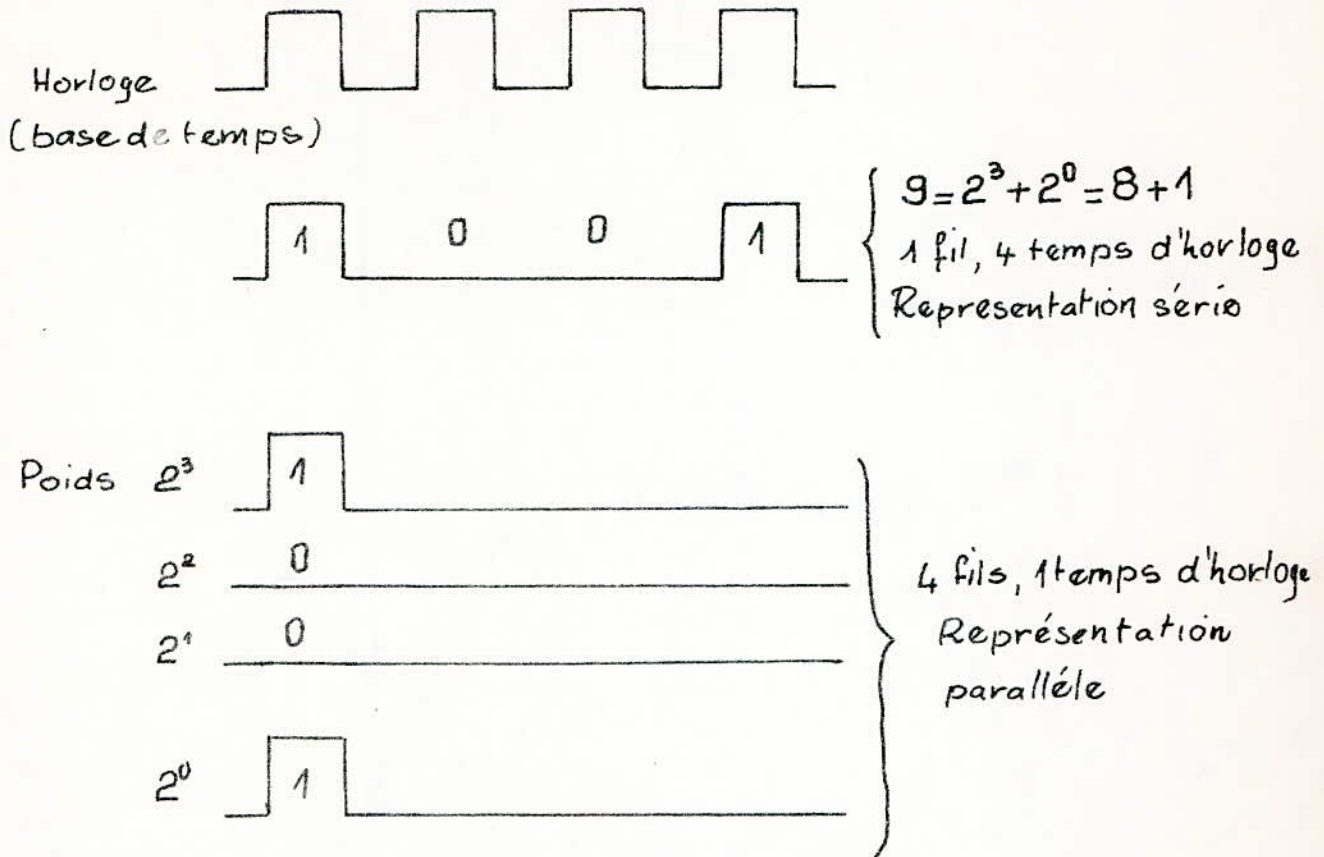 Horloge
(base de temps)
1 0 0 1
9=2³+2⁰=8+1
1 fil, 4 temps d'horloge
Representation série
Poids 2³ 1
2² 0
2¹ 0
2⁰ 1
4 fils, 1 temps d'horloge
Représentation
paralléle